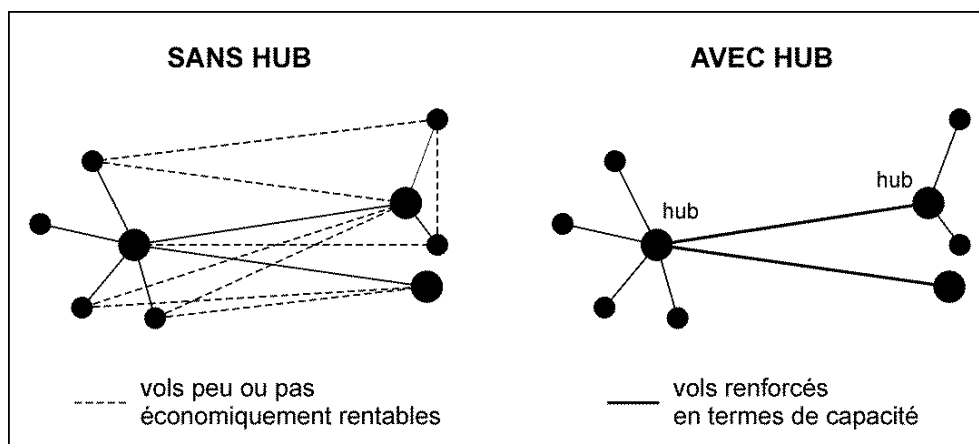 SANS HUB
AVEC HUB
hub
hub
vols peu ou pas
économiquement rentables
vols renforcés
en termes de capacité